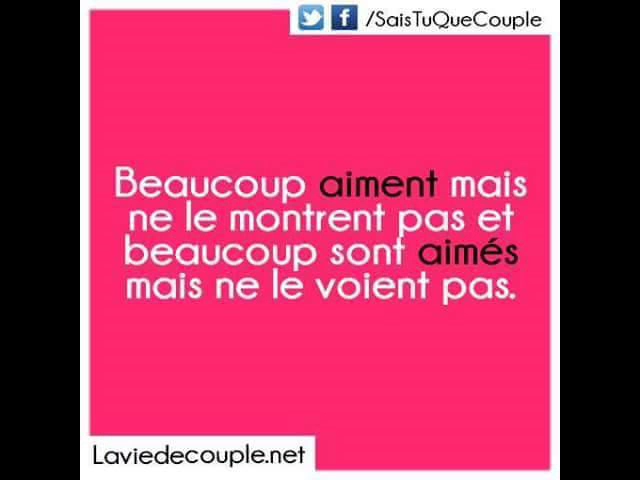 /SaisTuQueCouple
Beaucoup aiment mais
ne le montrent pas et
beaucoup sont aimés
mais ne le voient pas.
Laviedecouple.net